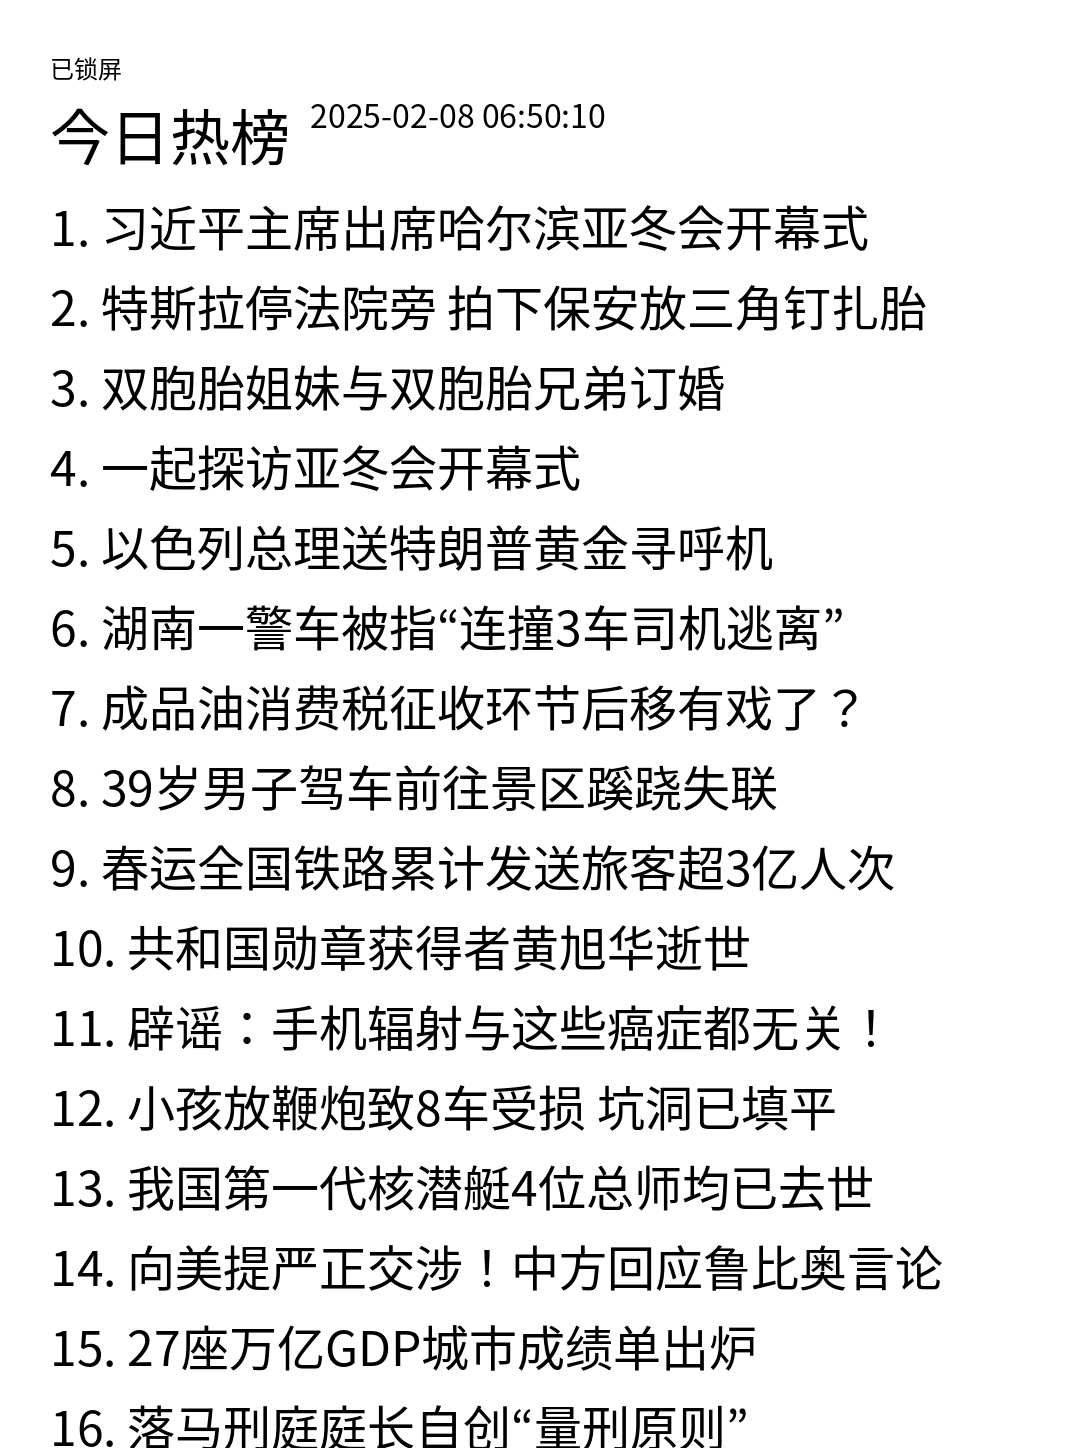 已锁屏
今日热榜 2025-02-08 06:50:10
1. 习近平主席出席哈尔滨亚冬会开幕式
2. 特斯拉停法院旁 拍下保安放三角钉扎胎
3. 双胞胎姐妹与双胞胎兄弟订婚
4. 一起探访亚冬会开幕式
5. 以色列总理送特朗普黄金寻呼机
6. 湖南一警车被指“连撞3车司机逃离”
7. 成品油消费税征收环节后移有戏了？
8. 39岁男子驾车前往景区蹊跷失联
9. 春运全国铁路累计发送旅客超3亿人次
10. 共和国勋章获得者黄旭华逝世
11. 辟谣：手机辐射与这些癌症都无关！
12. 小孩放鞭炮致8车受损 坑洞已填平
13. 我国第一代核潜艇4位总师均已去世
14. 向美提严正交涉！中方回应鲁比奥言论
15. 27座万亿GDP城市成绩单出炉
16. 落马刑庭庭长自创“量刑原则”